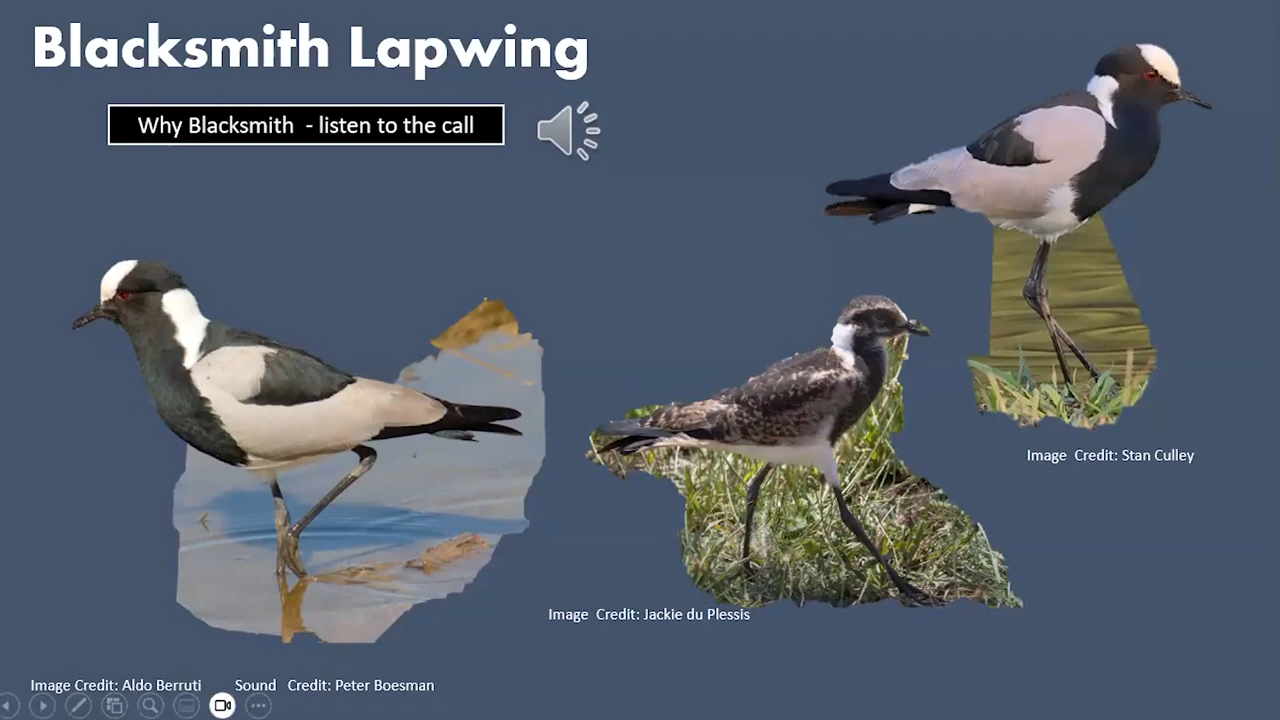 Blacksmith Lapwing
Why Blacksmith - listen to the call
Image Credit: Stan Culley
Image Credit: Jackie du Plessis
Image Credit: Aldo Berruti Sound Credit: Peter Boesman